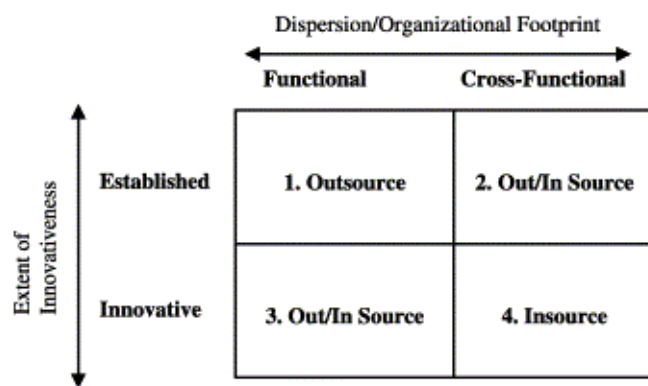 Dispersion/Organizational Footprint
Functional Cross-Functional
Extent of
Innovativeness
Established 1. Outsource 2. Out/In Source
Innovative 3. Out/In Source 4. Insource